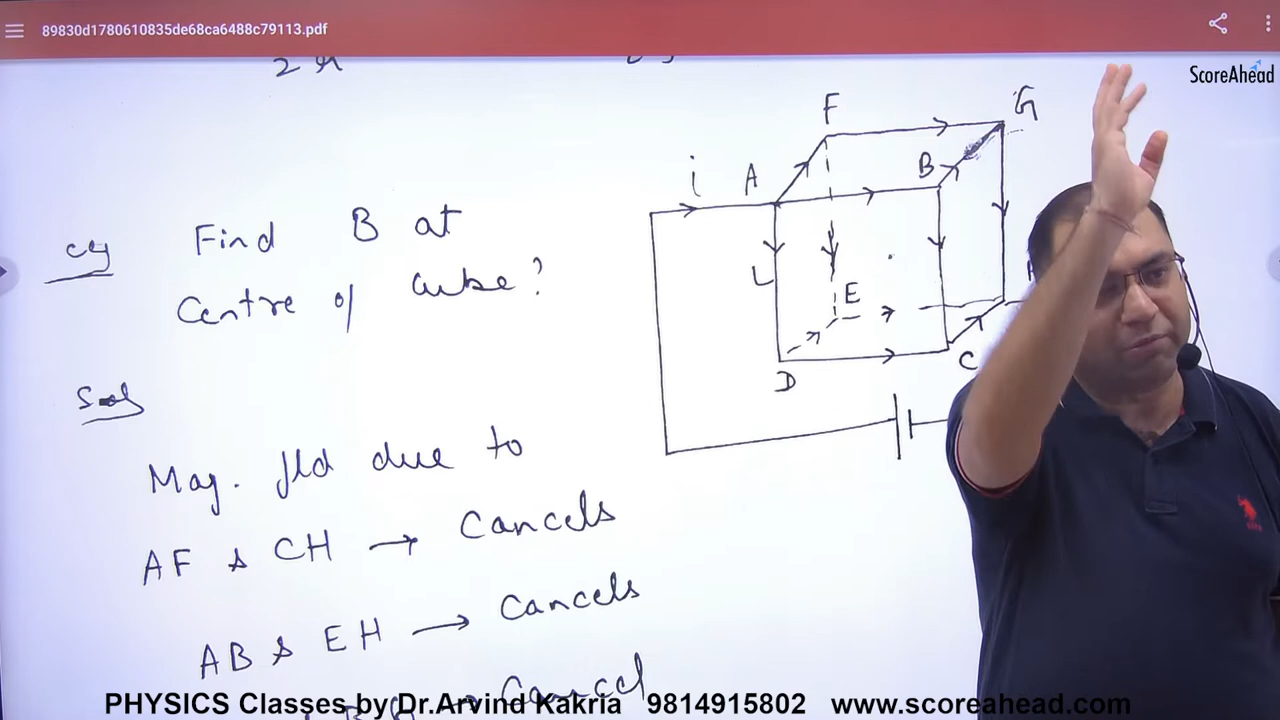 89830d1780610835de68ca6488c79113.pdf
ScoreAhead
Find B at
Centre of cube?
Sol
Mag. fld due to
AF & CH → Cancels
AB & EH → Cancels
Cancel
i
A
F
G
B
L
E
D
C
PHYSICS Classes by Dr.Arvind Kakria 9814915802 www.scoreahead.com